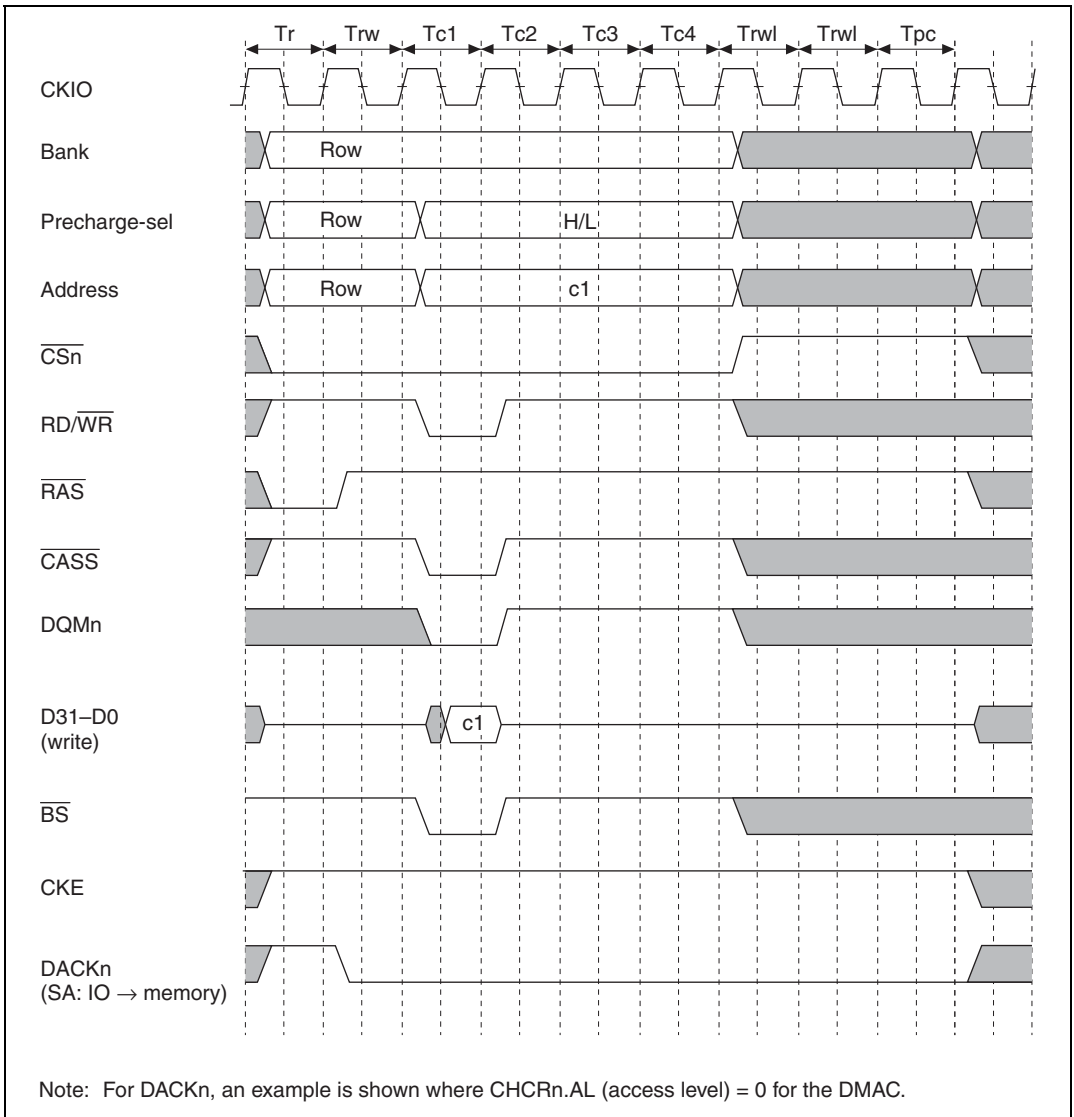 Tr Trw Tc1 Tc2 Tc3 Tc4 Trwl Trwl Tpc
CKIO
Bank Row
Precharge-sel Row H/L
Address Row c1
CSn
RD/WR
RAS
CASS
DQMn
D31–D0
(write)
c1
BS
CKE
DACKn
(SA: IO → memory)
Note: For DACKn, an example is shown where CHCRn.AL (access level) = 0 for the DMAC.